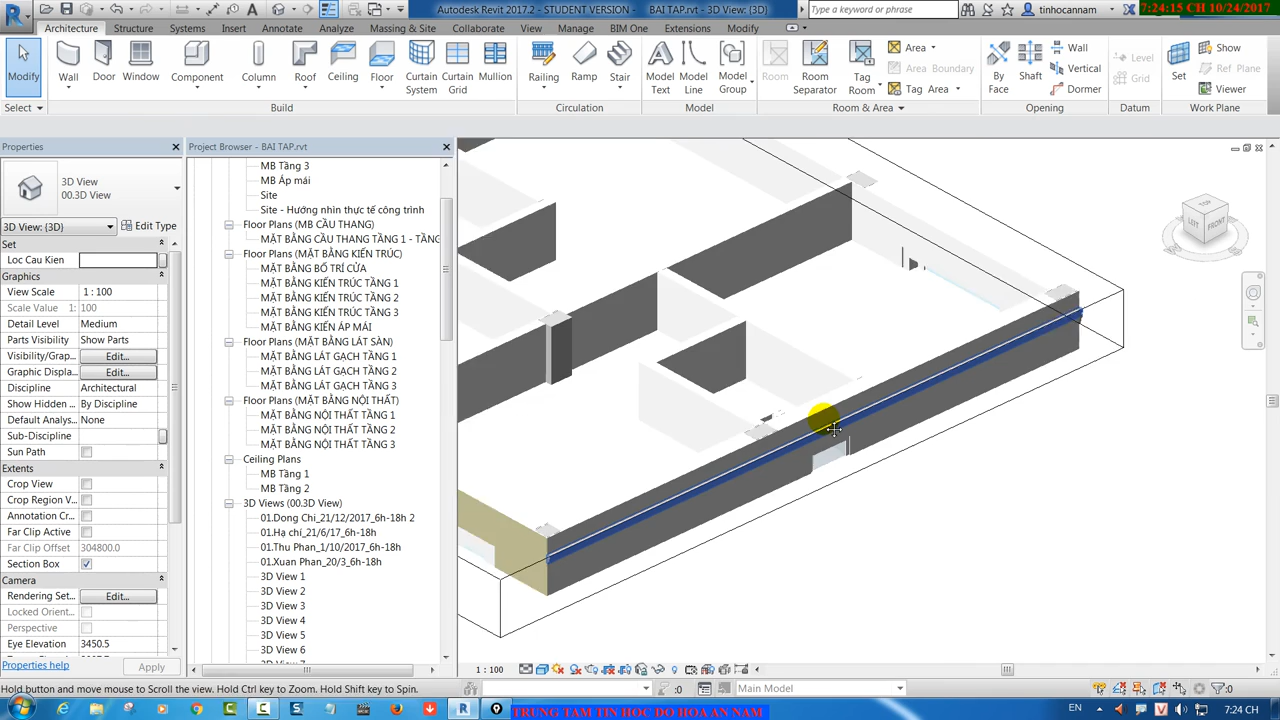 Autodesk Revit 2017.2 - STUDENT VERSION - BAI TAP.rvt - 3D View: {3D}
Type a keyword or phrase
tinhocannam
7:24:15 CH 10/24/2017
Architecture Structure Systems Insert Annotate Analyze Massing & Site Collaborate View Manage BIM One Extensions Modify
Modify
Wall
Door
Window
Component
Column
Roof
Ceiling
Floor
Curtain System
Curtain Grid
Mullion
Railing
Ramp
Stair
Model Text
Model Line
Model Group
Room
Room Separator
Tag Room
Area
Area Boundary
Tag Area
By Face
Shaft
Wall
Vertical
Dormer
Level
Grid
Set
Show
Ref Plane
Viewer
Select
Build
Circulation
Model
Room & Area
Opening
Datum
Work Plane
Properties
3D View
00.3D View
3D View: {3D}
Edit Type
Set
Loc Cau Kien
Graphics
View Scale 1 : 100
Scale Value 1: 100
Detail Level Medium
Parts Visibility Show Parts
Visibility/Grap... Edit...
Graphic Displa... Edit...
Discipline Architectural
Show Hidden ... By Discipline
Default Analys... None
Sub-Discipline
Sun Path
Extents
Crop View
Crop Region V...
Annotation Cr...
Far Clip Active
Far Clip Offset 304800.0
Section Box
Camera
Rendering Set... Edit...
Locked Orient...
Perspective
Eye Elevation 3450.5
Properties help
Apply
Project Browser - BAI TAP.rvt
MB Tầng 3
MB Áp mái
Site
Site - Hướng nhìn thực tế công trình
Floor Plans (MB CẦU THANG)
MẶT BẰNG CẦU THANG TẦNG 1 - TẦNG
Floor Plans (MẶT BẰNG KIẾN TRÚC)
MẶT BẰNG BỐ TRÍ CỬA
MẶT BẰNG KIẾN TRÚC TẦNG 1
MẶT BẰNG KIẾN TRÚC TẦNG 2
MẶT BẰNG KIẾN TRÚC TẦNG 3
MẶT BẰNG KIẾN ÁP MÁI
Floor Plans (MẶT BẰNG LÁT SÀN)
MẶT BẰNG LÁT GẠCH TẦNG 1
MẶT BẰNG LÁT GẠCH TẦNG 2
MẶT BẰNG LÁT GẠCH TẦNG 3
Floor Plans (MẶT BẰNG NỘI THẤT)
MẶT BẰNG NỘI THẤT TẦNG 1
MẶT BẰNG NỘI THẤT TẦNG 2
MẶT BẰNG NỘI THẤT TẦNG 3
Ceiling Plans
MB Tầng 1
MB Tầng 2
3D Views (00.3D View)
01.Dong Chi_21/12/2017_6h-18h 2
01.Hạ chí_21/6/17_6h-18h
01.Thu Phan_1/10/2017_6h-18h
01.Xuan Phan_20/3_6h-18h
3D View 1
3D View 2
3D View 3
3D View 4
3D View 5
3D View 6
TOP
LEFT
FRONT
1 : 100
Hold button and move mouse to Scroll the view. Hold Ctrl key to Zoom. Hold Shift key to Spin.
:0
Main Model
:0
TRUNG TAM TIN HOC DO HOA AN NAM
EN
7:24 CH